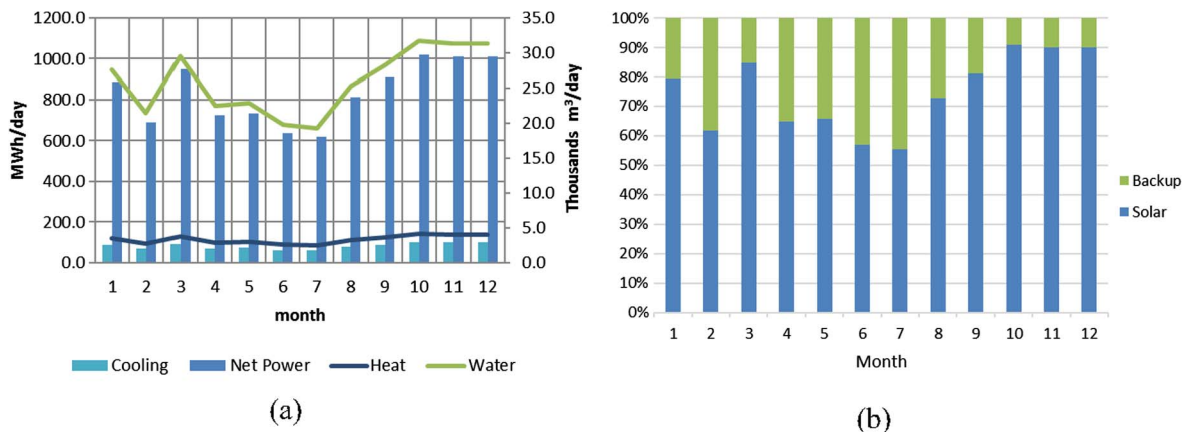 1200.0
1000.0
800.0
600.0
400.0
200.0
0.0
MWh/day
35.0
30.0
25.0
20.0
15.0
10.0
5.0
0.0
Thousands m³/day
1 2 3 4 5 6 7 8 9 10 11 12
month
Cooling Net Power Heat Water
(a)
100%
90%
80%
70%
60%
50%
40%
30%
20%
10%
0%
1 2 3 4 5 6 7 8 9 10 11 12
Month
Backup
Solar
(b)